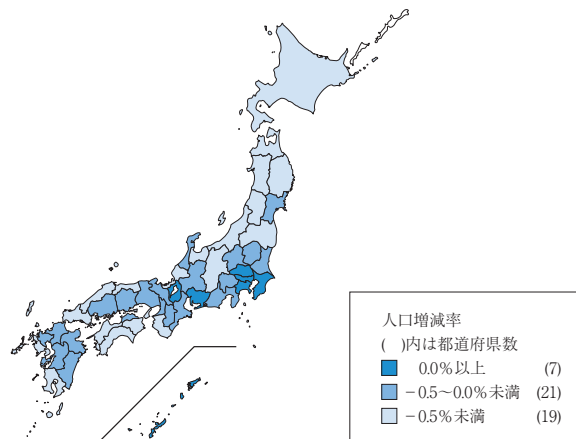 人口増減率
(　)内は都道府県数
0.0%以上 (7)
−0.5~0.0%未満 (21)
−0.5%未満 (19)